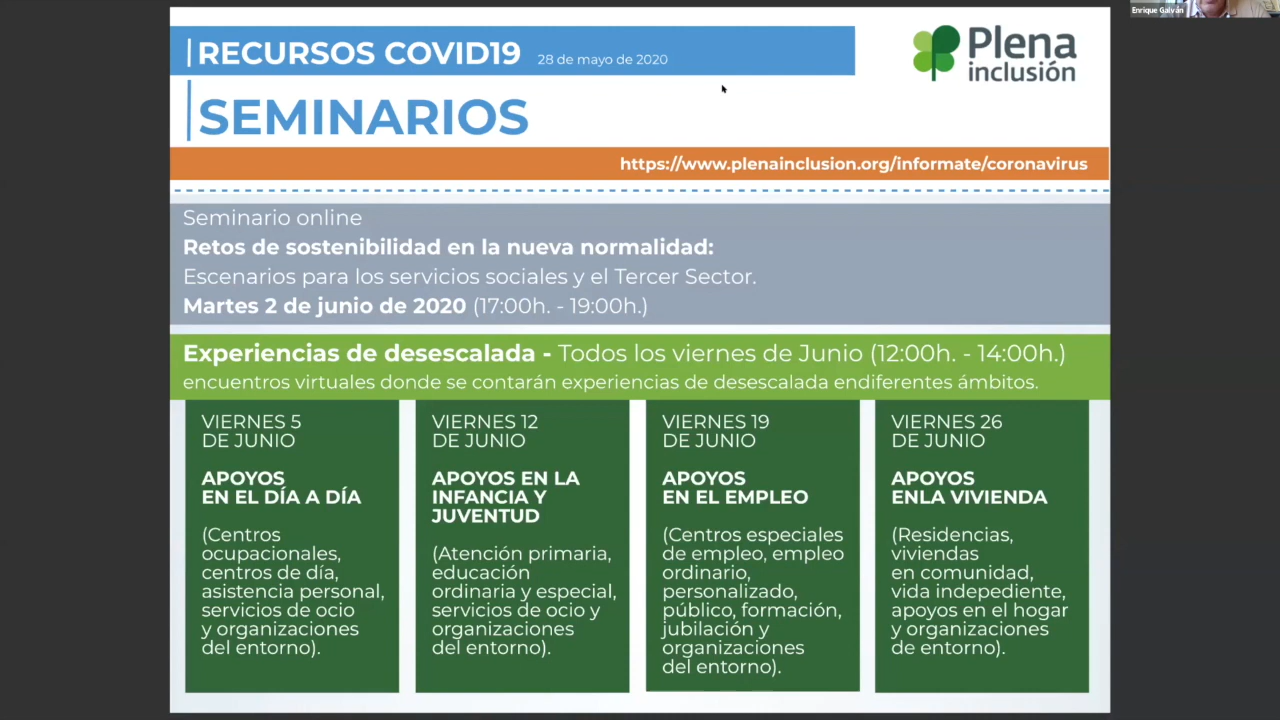 Enrique Galván
RECURSOS COVID19 28 de mayo de 2020
Plena
inclusión
SEMINARIOS
https://www.plenainclusion.org/informate/coronavirus
Seminario online
Retos de sostenibilidad en la nueva normalidad:
Escenarios para los servicios sociales y el Tercer Sector.
Martes 2 de junio de 2020 (17:00h. - 19:00h.)
Experiencias de desescalada - Todos los viernes de Junio (12:00h. - 14:00h.)
encuentros virtuales donde se contarán experiencias de desescalada endiferentes ámbitos.
VIERNES 5
DE JUNIO
APOYOS
EN EL DÍA A DÍA
(Centros
ocupacionales,
centros de día,
asistencia personal,
servicios de ocio
y organizaciones
del entorno).
VIERNES 12
DE JUNIO
APOYOS EN LA
INFANCIA Y
JUVENTUD
(Atención primaria,
educación
ordinaria y especial,
servicios de ocio y
organizaciones
del entorno).
VIERNES 19
DE JUNIO
APOYOS
EN EL EMPLEO
(Centros especiales
de empleo, empleo
ordinario,
personalizado,
público, formación,
jubilación y
organizaciones
del entorno).
VIERNES 26
DE JUNIO
APOYOS
ENLA VIVIENDA
(Residencias,
viviendas
en comunidad,
vida indepediente,
apoyos en el hogar
y organizaciones
de entorno).